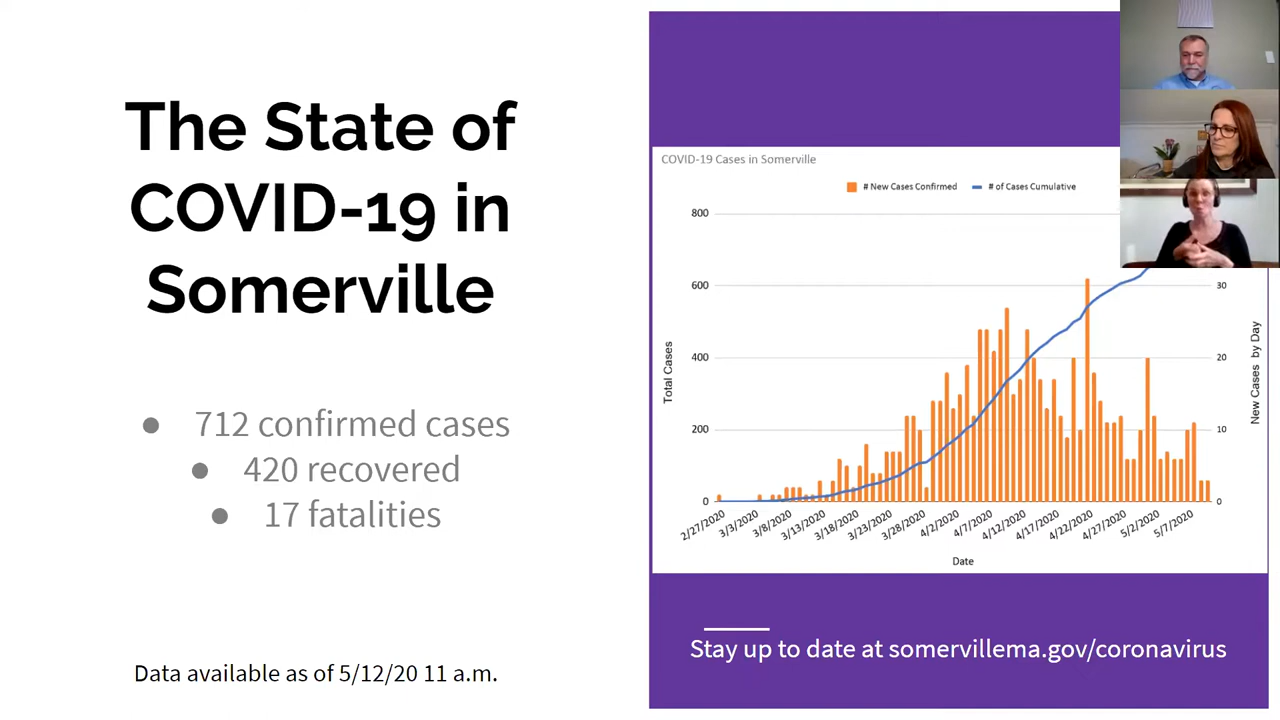 The State of
COVID-19 in
Somerville
● 712 confirmed cases
● 420 recovered
● 17 fatalities
Data available as of 5/12/20 11 a.m.
COVID-19 Cases in Somerville
# New Cases Confirmed # of Cases Cumulative
800
600
400
200
0
Total Cases
30
20
10
0
New Cases by Day
2/27/2020 3/3/2020 3/8/2020 3/13/2020 3/18/2020 3/23/2020 3/28/2020 4/2/2020 4/7/2020 4/12/2020 4/17/2020 4/22/2020 4/27/2020 5/2/2020 5/7/2020
Date
Stay up to date at somervillema.gov/coronavirus